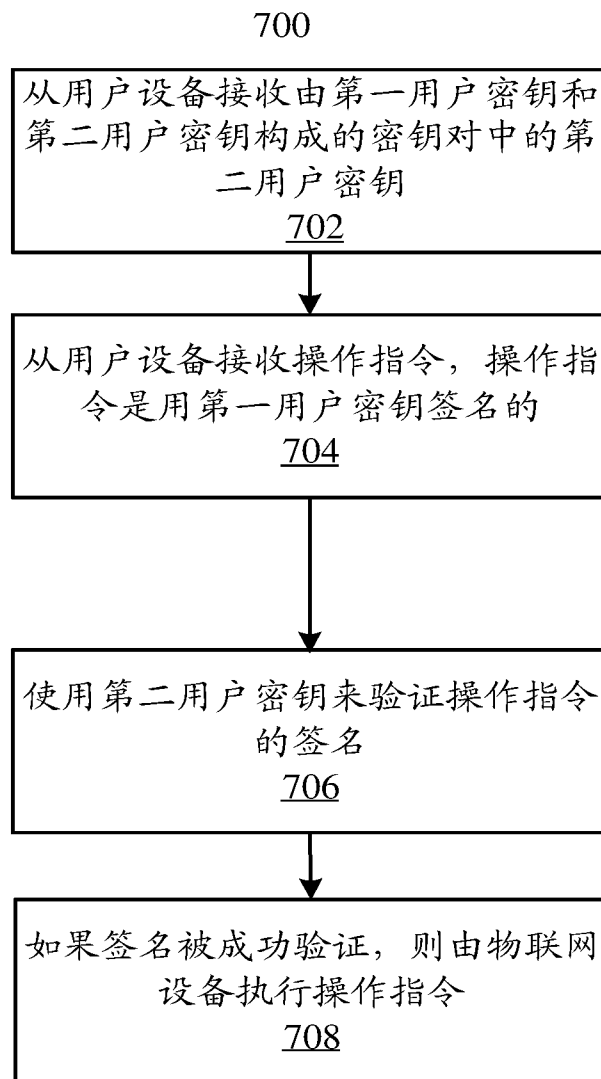 700
从用户设备接收由第一用户密钥和
第二用户密钥构成的密钥对中的第
二用户密钥
702
从用户设备接收操作指令，操作指
令是用第一用户密钥签名的
704
使用第二用户密钥来验证操作指令
的签名
706
如果签名被成功验证，则由物联网
设备执行操作指令
708